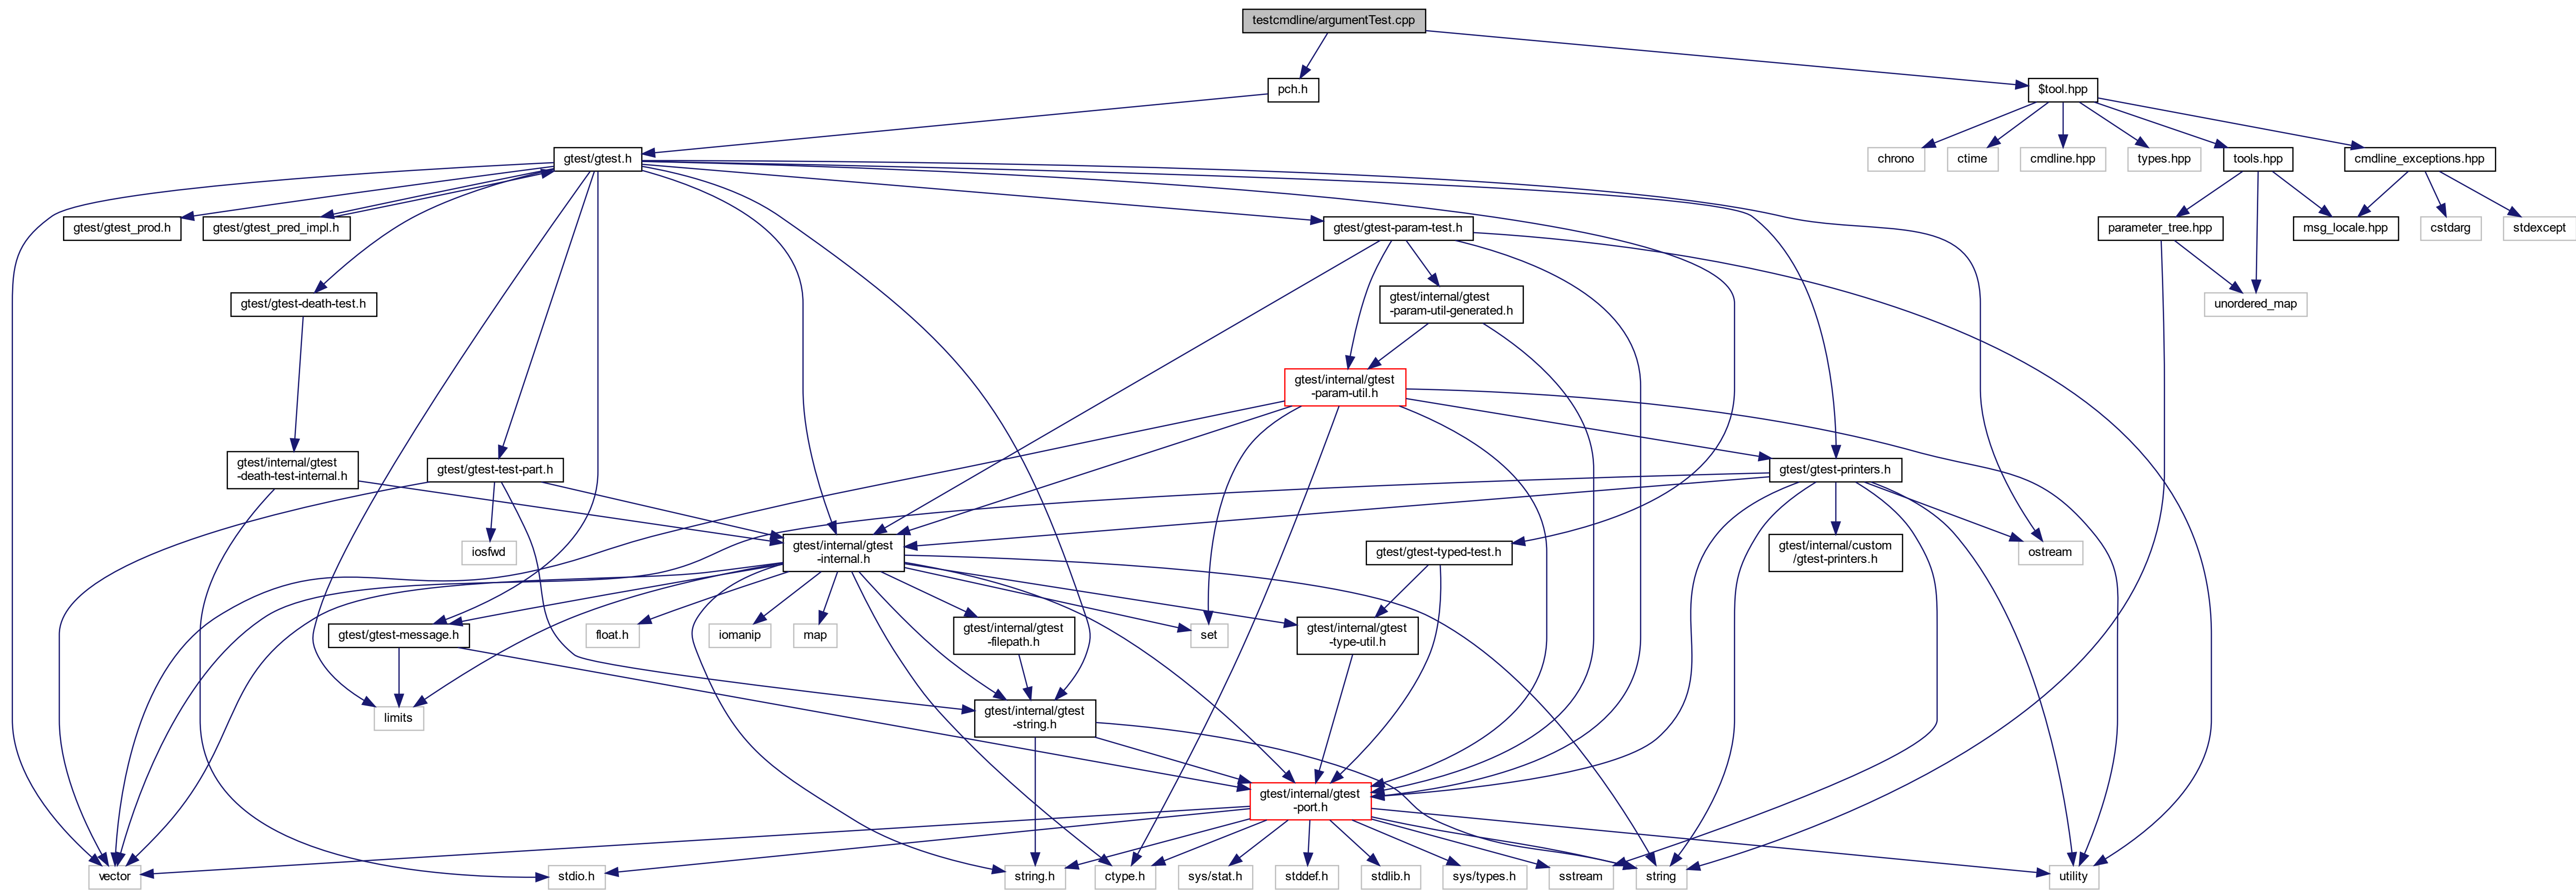 testcmdline/argumentTest.cpp
pch.h
$tool.hpp
gtest/gtest.h
chrono
ctime
cmdline.hpp
types.hpp
tools.hpp
cmdline_exceptions.hpp
gtest/gtest_prod.h
gtest/gtest_pred_impl.h
gtest/gtest-param-test.h
parameter_tree.hpp
msg_locale.hpp
cstdarg
stdexcept
gtest/gtest-death-test.h
gtest/internal/gtest
-param-util-generated.h
unordered_map
gtest/internal/gtest
-param-util.h
gtest/internal/gtest
-death-test-internal.h
gtest/gtest-test-part.h
gtest/gtest-printers.h
iosfwd
gtest/internal/gtest
-internal.h
gtest/gtest-typed-test.h
gtest/internal/custom
/gtest-printers.h
ostream
gtest/gtest-message.h
float.h
iomanip
map
gtest/internal/gtest
-filepath.h
set
gtest/internal/gtest
-type-util.h
limits
gtest/internal/gtest
-string.h
gtest/internal/gtest
-port.h
vector
stdio.h
string.h
ctype.h
sys/stat.h
stddef.h
stdlib.h
sys/types.h
sstream
string
utility